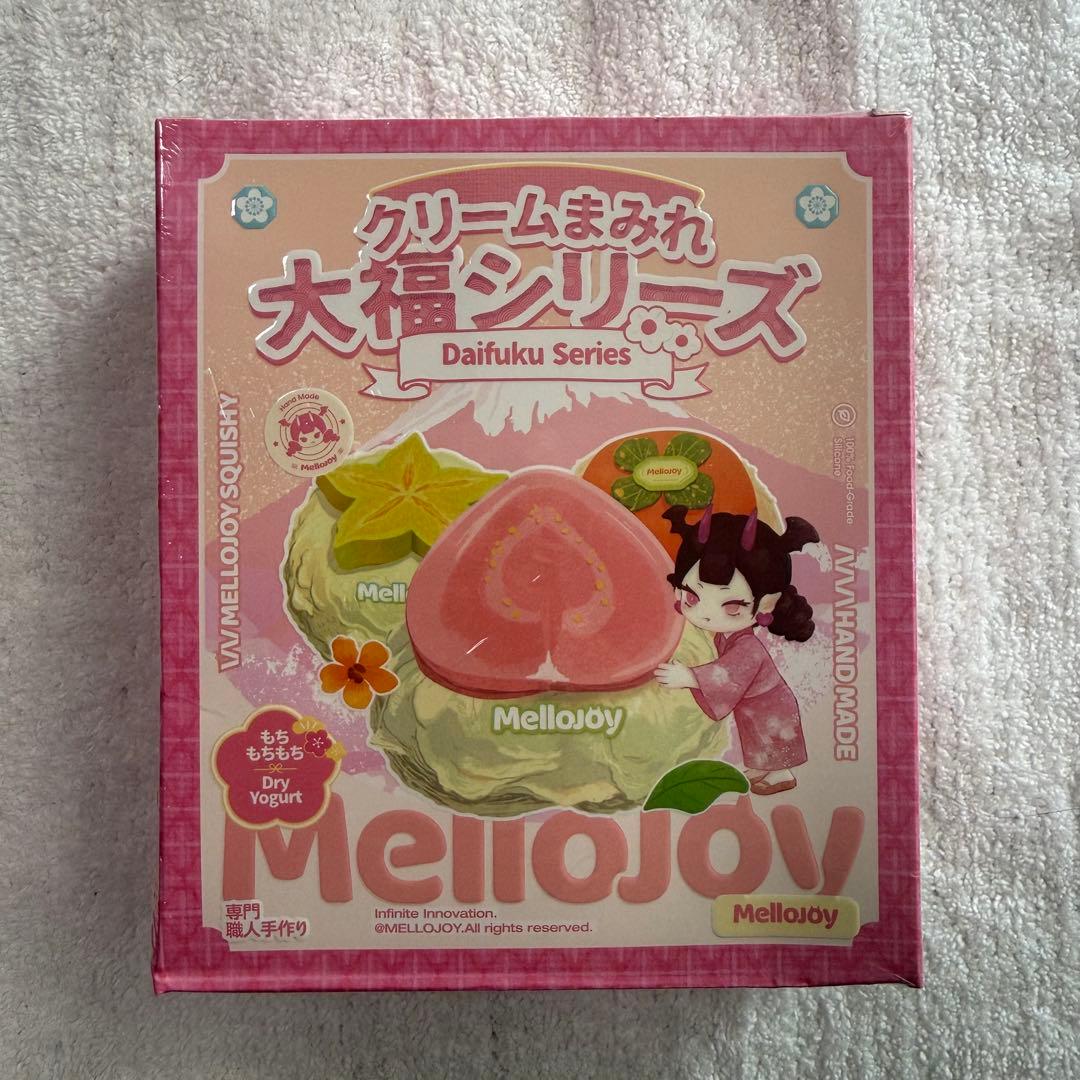 クリームまみれ
大福シリーズ
Daifuku Series
Hand Made
MelloJoy
MELLOJOY SQUISHY
100% Food-Grade
Silicone
MelloJoy
Mell
MelloJoy
HAND MADE
もち
もちもち
Dry
Yogurt
MelloJoy
専門
職人手作り
Infinite Innovation.
@MELLOJOY.All rights reserved.
MelloJoy